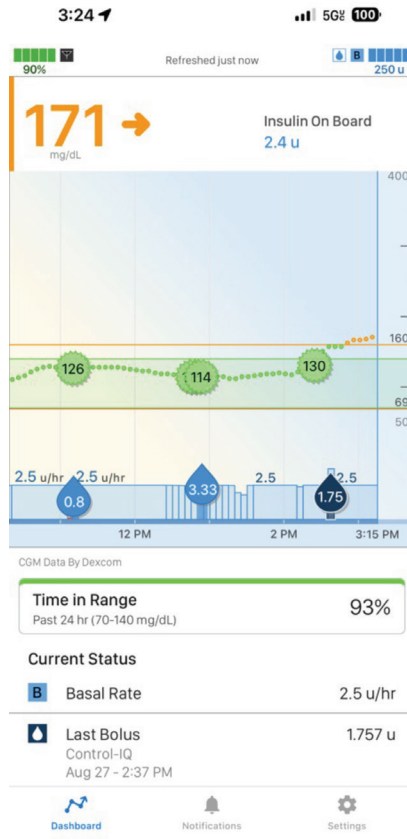 3:24
5G 100
90%
Refreshed just now
B
250 u
171
mg/dL
Insulin On Board
2.4 u
400
160
126
114
130
69
50
2.5 u/hr
2.5 u/hr
2.5
2.5
0.8
3.33
1.75
12 PM
2 PM
3:15 PM
CGM Data By Dexcom
Time in Range
93%
Past 24 hr (70-140 mg/dL)
Current Status
B Basal Rate
2.5 u/hr
Last Bolus
1.757 u
Control-IQ
Aug 27 - 2:37 PM
Dashboard
Notifications
Settings